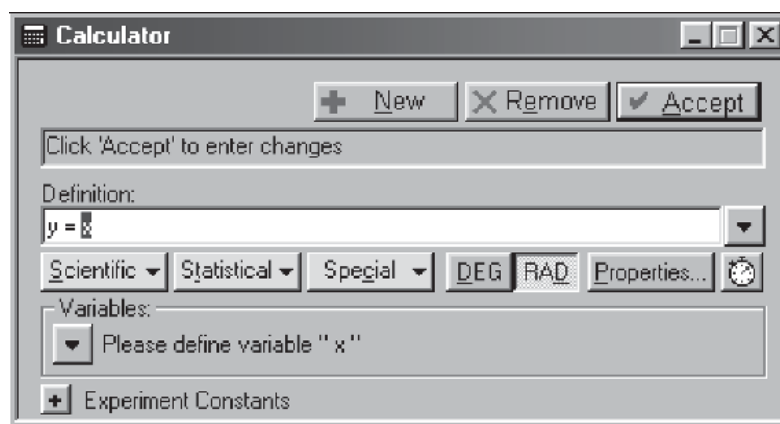 Calculator
New Remove Accept
Click 'Accept' to enter changes
Definition:
y = x
Scientific Statistical Special DEG RAD Properties...
Variables:
Please define variable " x "
Experiment Constants